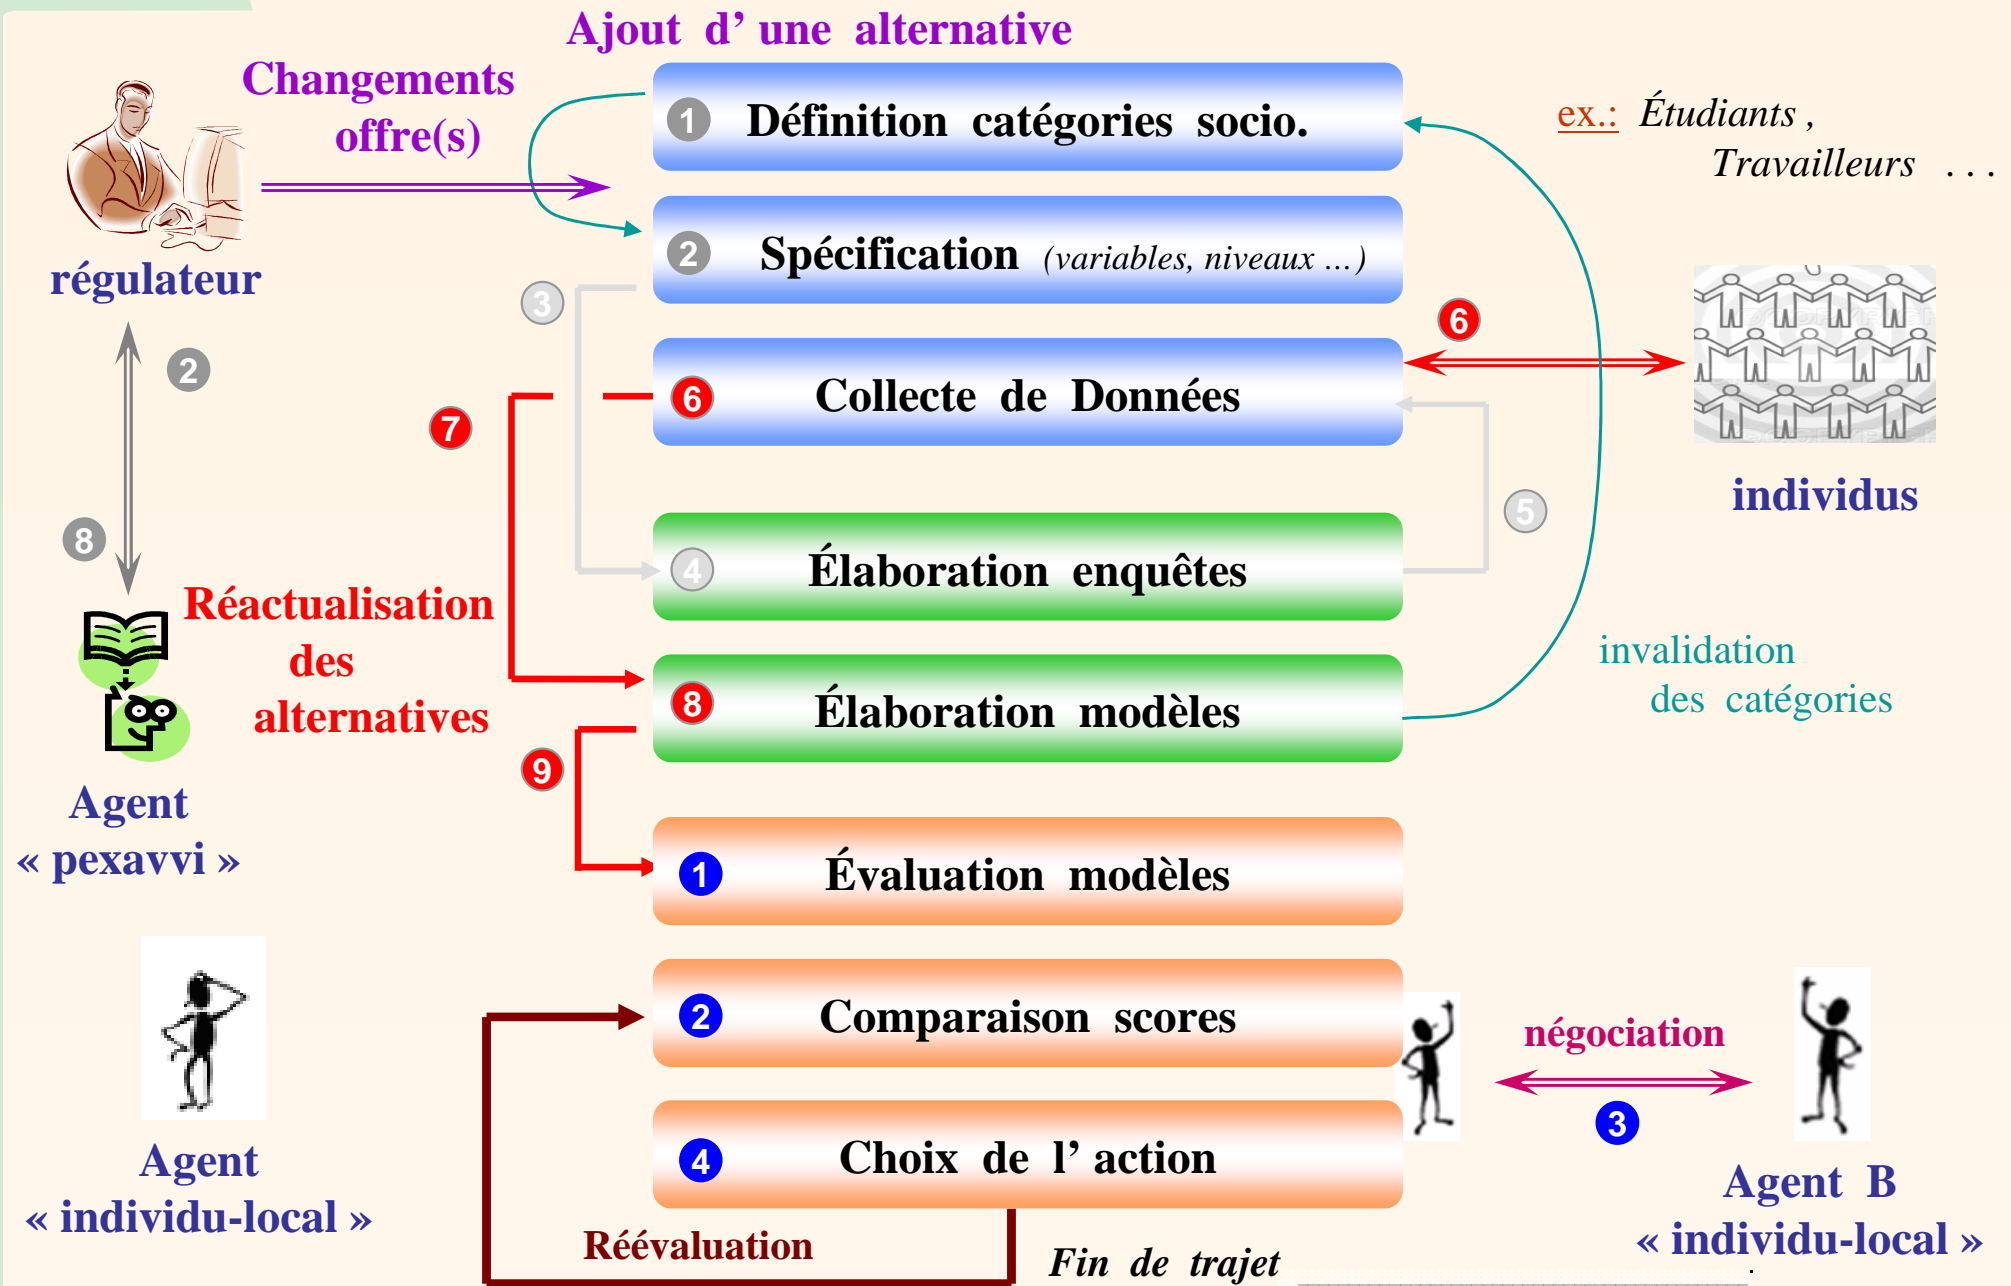 Ajout d' une alternative
Changements
offre(s)
1 Définition catégories socio.
ex.: Étudiants ,
Travailleurs ...
régulateur
2 Spécification (variables, niveaux ...)
3
6
2
6 Collecte de Données
7
individus
5
8
4 Élaboration enquêtes
Réactualisation
des
alternatives
invalidation
des catégories
8 Élaboration modèles
9
Agent
« pexavvi »
1 Évaluation modèles
2 Comparaison scores
négociation
3
4 Choix de l' action
Agent
« individu-local »
Agent B
« individu-local »
Réévaluation
Fin de trajet